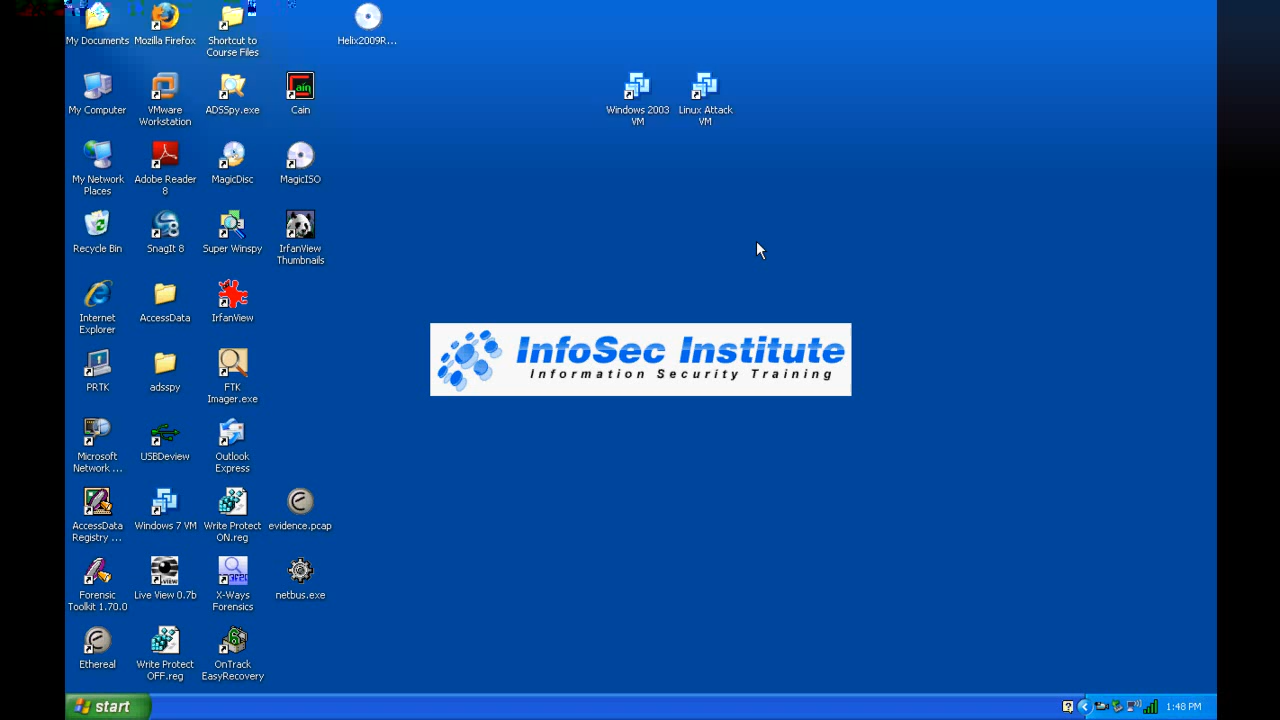 My Documents
Mozilla Firefox
Shortcut to
Course Files
Helix2009R...
My Computer
VMware
Workstation
ADSSpy.exe
Cain
Windows 2003
VM
Linux Attack
VM
My Network
Places
Adobe Reader
8
MagicDisc
MagicISO
Recycle Bin
SnagIt 8
Super Winspy
IrfanView
Thumbnails
Internet
Explorer
AccessData
IrfanView
InfoSec Institute
Information Security Training
PRTK
adsspy
FTK
Imager.exe
Microsoft
Network ...
USBDeview
Outlook
Express
AccessData
Registry ...
Windows 7 VM
Write Protect
ON.reg
evidence.pcap
Forensic
Toolkit 1.70.0
Live View 0.7b
X-Ways
Forensics
netbus.exe
Ethereal
Write Protect
OFF.reg
OnTrack
EasyRecovery
start
1:48 PM